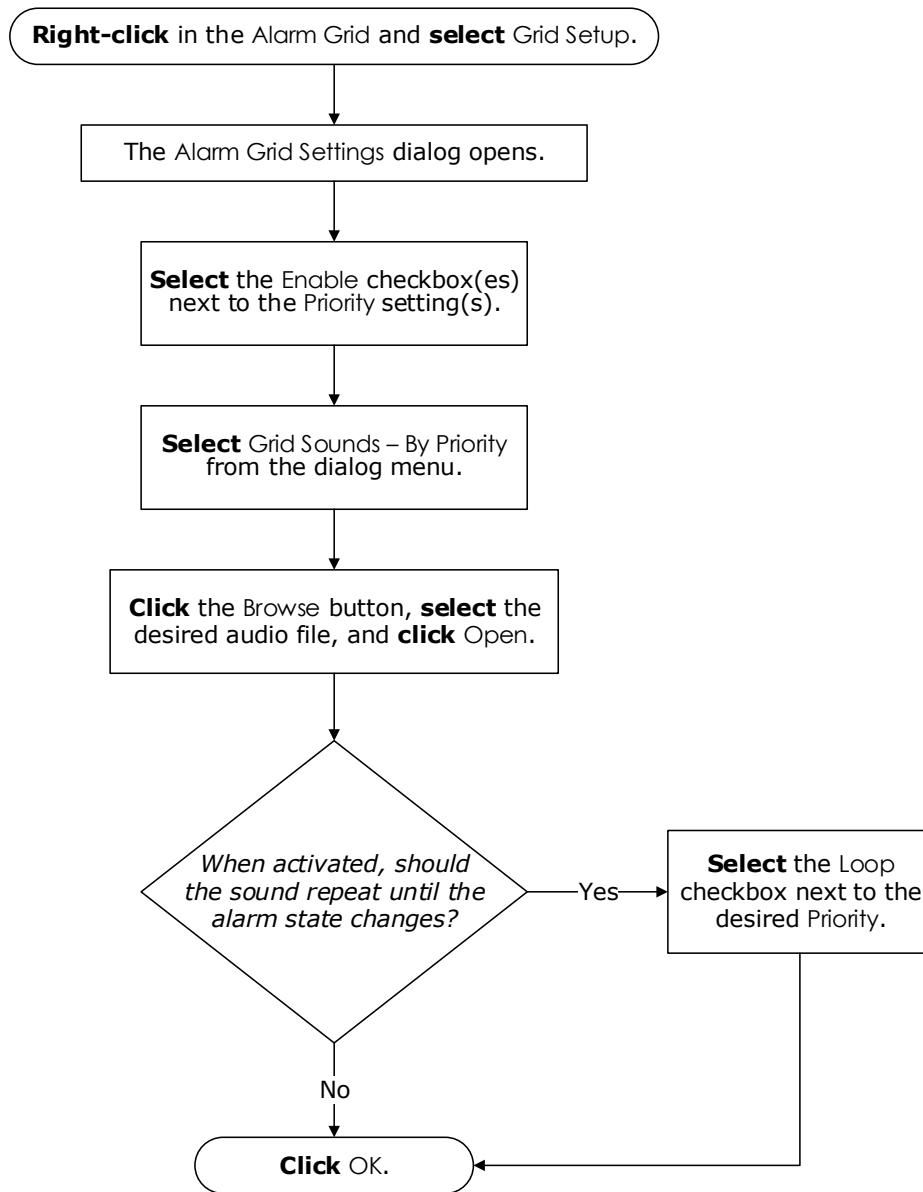 Right-click in the Alarm Grid and select Grid Setup.
The Alarm Grid Settings dialog opens.
Select the Enable checkbox(es)
next to the Priority setting(s).
Select Grid Sounds – By Priority
from the dialog menu.
Click the Browse button, select the
desired audio file, and click Open.
When activated, should
the sound repeat until the
alarm state changes?
Yes
Select the Loop
checkbox next to the
desired Priority.
No
Click OK.